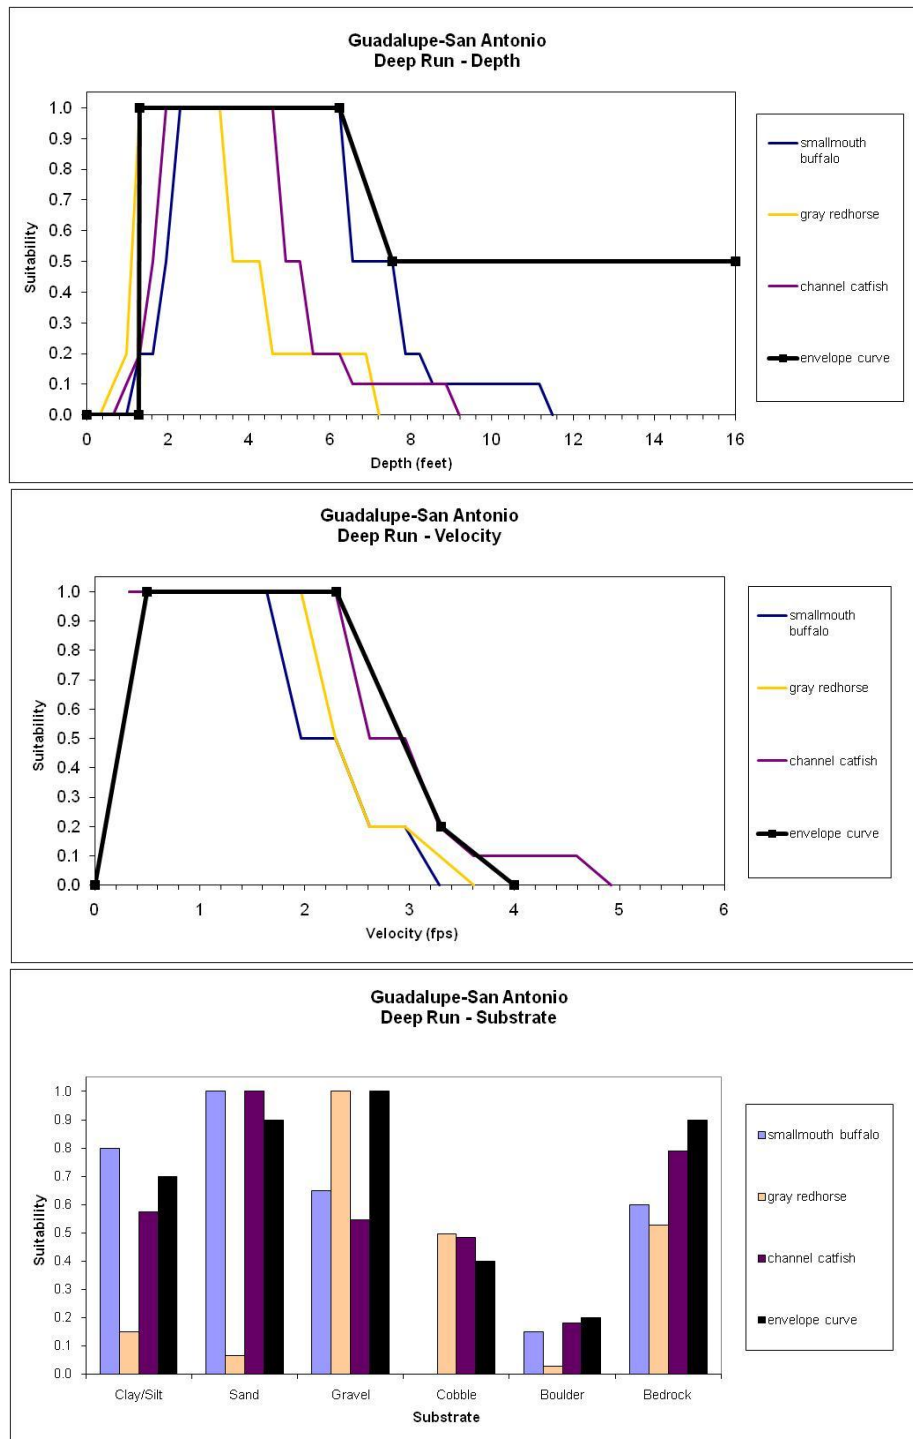 Guadalupe-San Antonio
Deep Run - Depth
1.0
0.9
0.8
0.7
0.6
0.5
0.4
0.3
0.2
0.1
0.0
Suitability
0 2 4 6 8 10 12 14 16
Depth (feet)
smallmouth
buffalo
gray redhorse
channel catfish
envelope curve
Guadalupe-San Antonio
Deep Run - Velocity
1.0
0.9
0.8
0.7
0.6
0.5
0.4
0.3
0.2
0.1
0.0
Suitability
0 1 2 3 4 5 6
Velocity (fps)
smallmouth
buffalo
gray redhorse
channel catfish
envelope curve
Guadalupe-San Antonio
Deep Run - Substrate
1.0
0.9
0.8
0.7
0.6
0.5
0.4
0.3
0.2
0.1
0.0
Suitability
Clay/Silt Sand Gravel Cobble Boulder Bedrock
Substrate
smallmouth buffalo
gray redhorse
channel catfish
envelope curve